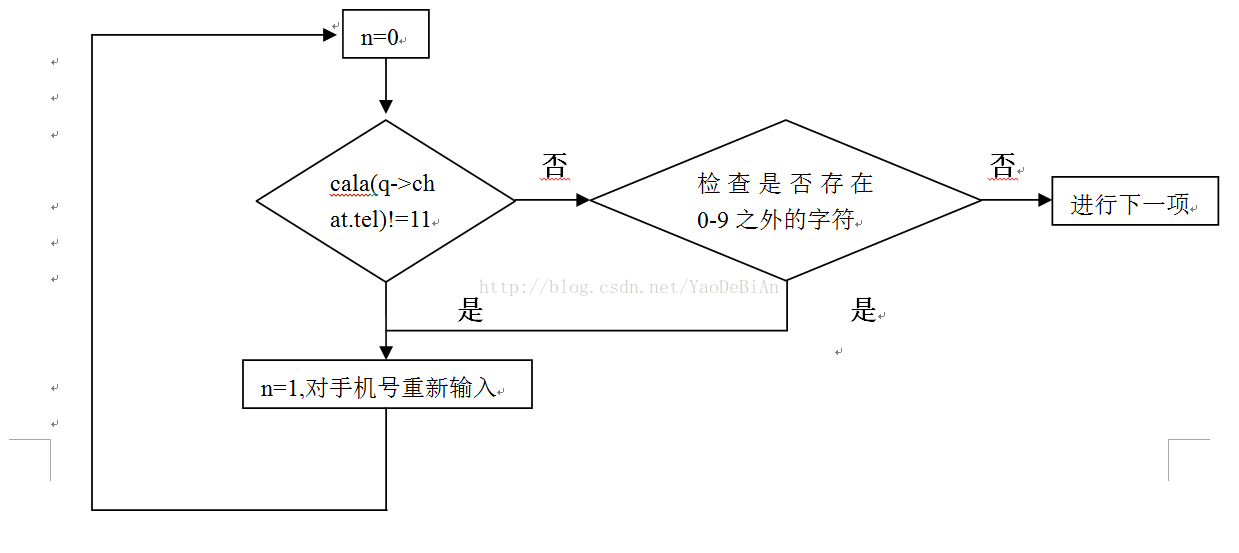 n=0
cala(q->ch
at.tel)!=11
否
检查是否存在
0-9之外的字符
否
进行下一项
http://blog.csdn.net/YaoDeBiAn
是
是
n=1,对手机号重新输入